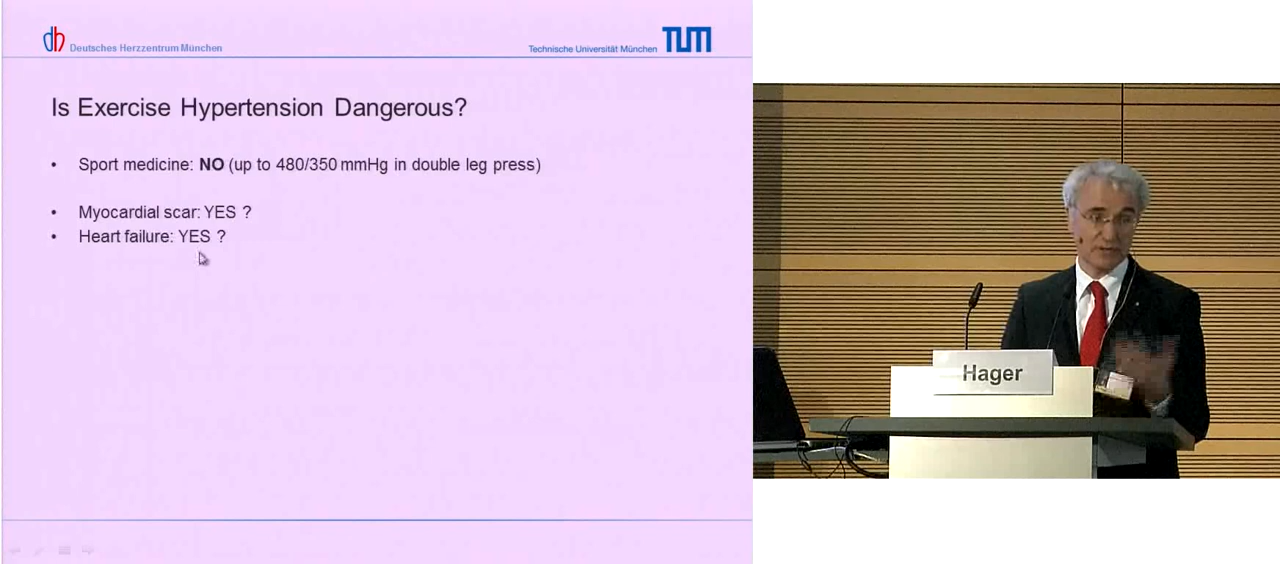 dh Deutsches Herzzentrum München
Technische Universität München TUM
Is Exercise Hypertension Dangerous?
• Sport medicine: NO (up to 480/350 mmHg in double leg press)
• Myocardial scar: YES ?
• Heart failure: YES ?
Hager